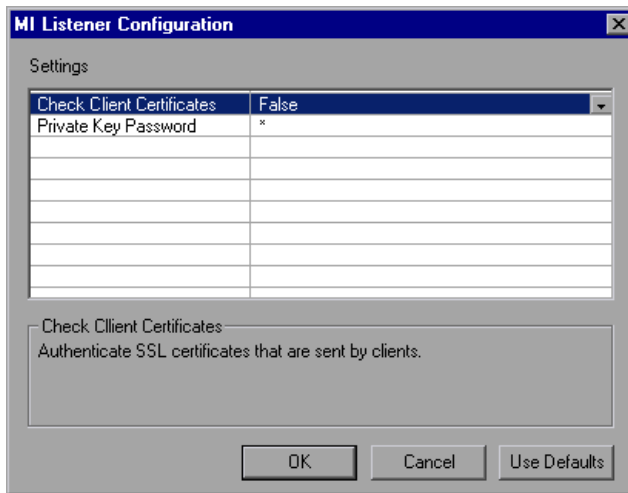 MI Listener Configuration
Settings
Check Client Certificates False
Private Key Password *
Check Cllient Certificates
Authenticate SSL certificates that are sent by clients.
OK Cancel Use Defaults